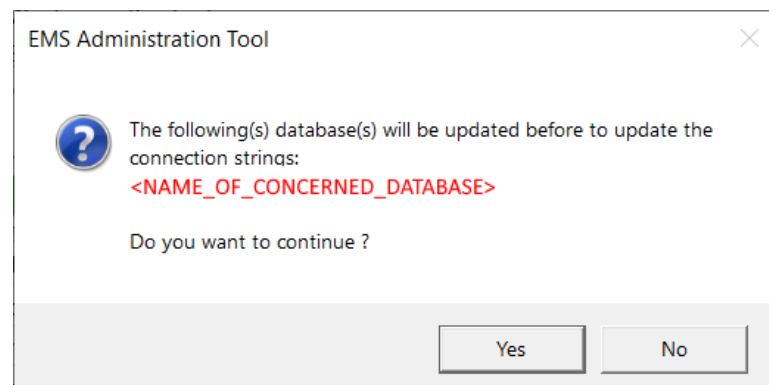 EMS Administration Tool
The following(s) database(s) will be updated before to update the
connection strings:
<NAME_OF_CONCERNED_DATABASE>
Do you want to continue ?
Yes
No